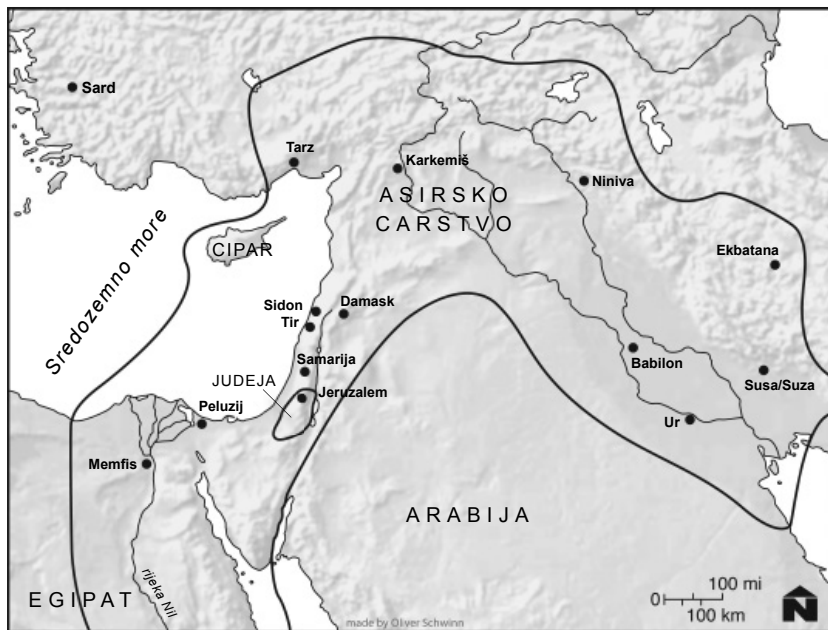 Sard
Tarz
Karkemiš
Niniva
ASIRSKO
CARSTVO
Sredozemno more
CIPAR
Ekbatana
Sidon
Damask
Tir
Samarija
Babilon
JUDEJA
Jeruzalem
Susa/Suza
Peluzij
Ur
Memfis
ARABIJA
rijeka Nil
EGIPAT
100 mi
0
100 km
N
made by Oliver Schwinn